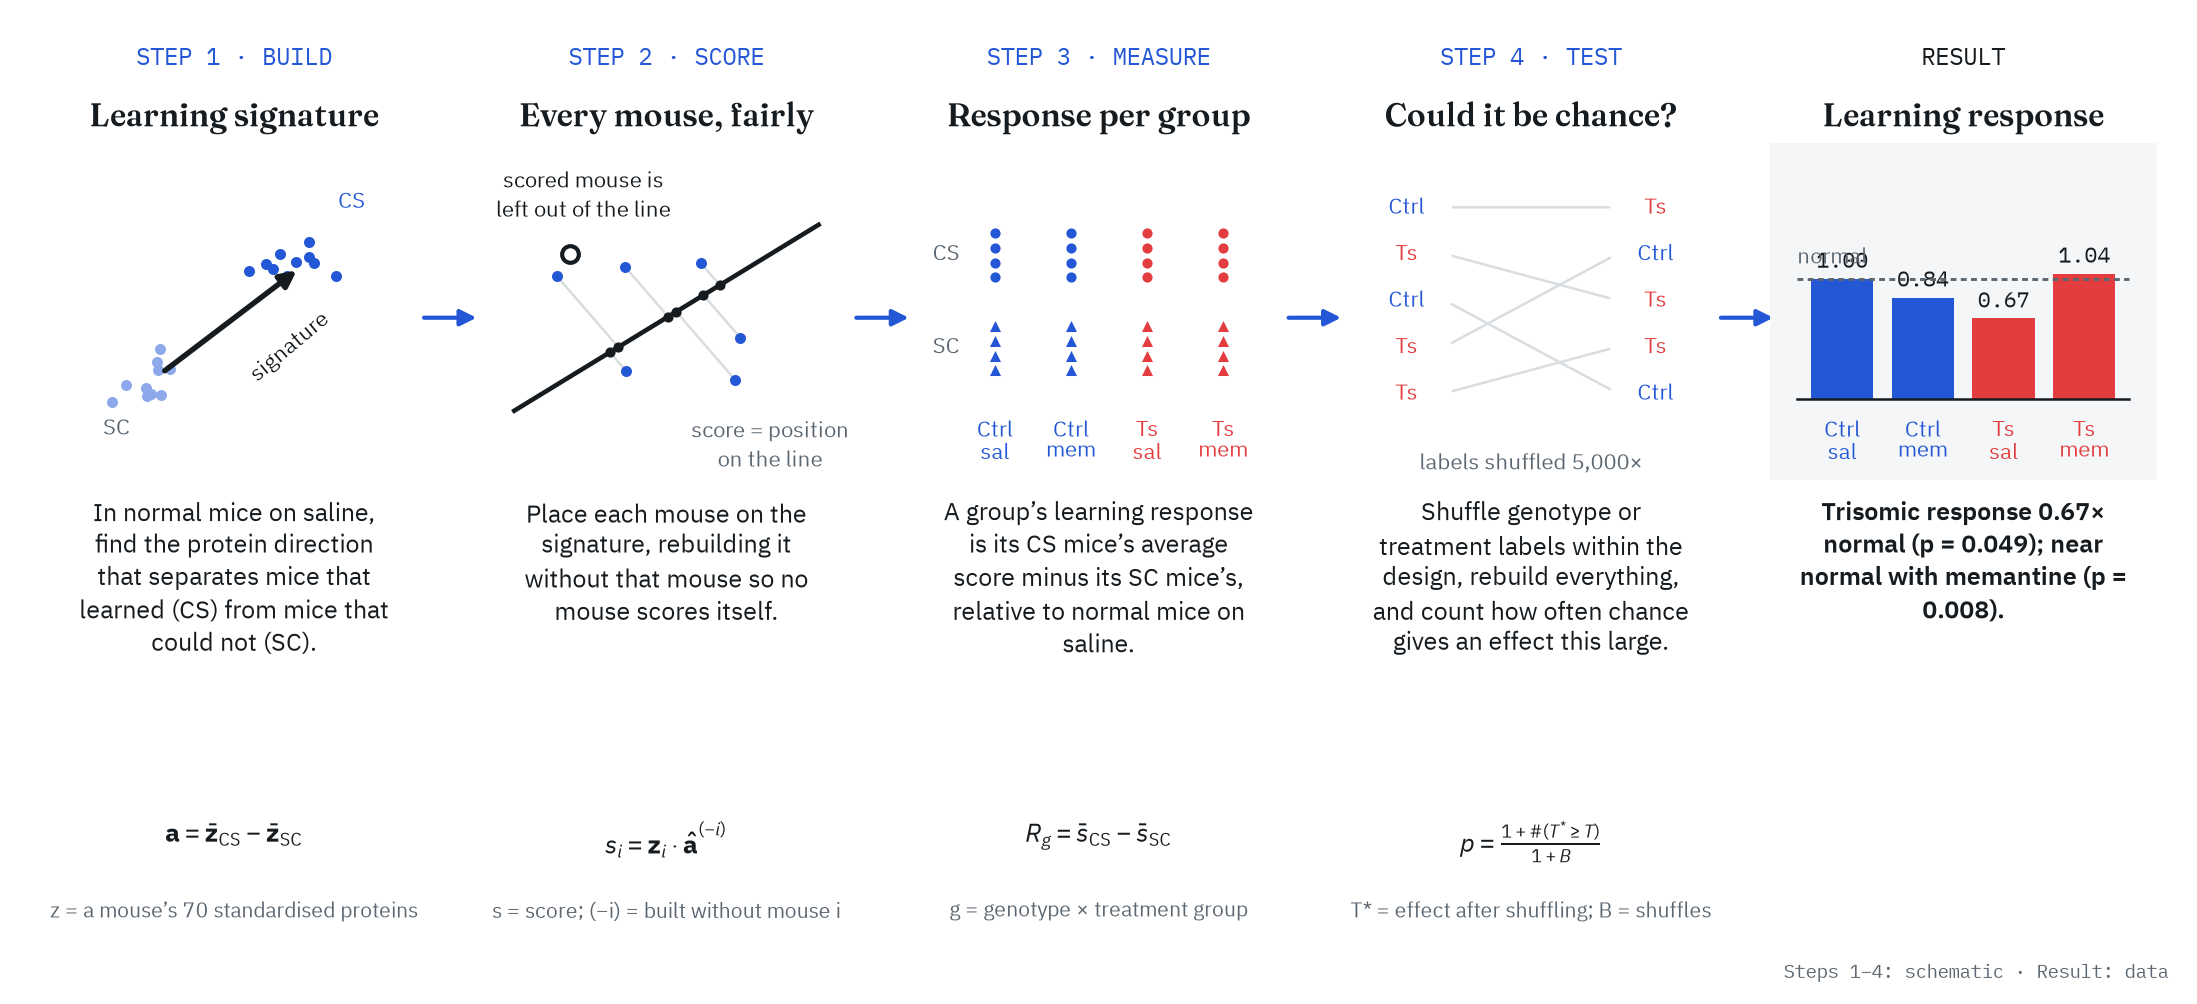 STEP 1 · BUILD
Learning signature
CS
signature
SC
In normal mice on saline,
find the protein direction
that separates mice that
learned (CS) from mice that
could not (SC).
a = z̄CS − z̄SC
z = a mouse’s 70 standardised proteins
STEP 2 · SCORE
Every mouse, fairly
scored mouse is
left out of the line
score = position
on the line
Place each mouse on the
signature, rebuilding it
without that mouse so no
mouse scores itself.
si = zi · â(−i)
s = score; (−i) = built without mouse i
STEP 3 · MEASURE
Response per group
CS
SC
Ctrl sal
Ctrl mem
Ts sal
Ts mem
A group’s learning response
is its CS mice’s average
score minus its SC mice’s,
relative to normal mice on
saline.
Rg = s̄CS − s̄SC
g = genotype × treatment group
STEP 4 · TEST
Could it be chance?
Ctrl Ts
Ts Ctrl
Ctrl Ts
Ts Ts
Ts Ctrl
labels shuffled 5,000×
Shuffle genotype or
treatment labels within the
design, rebuild everything,
and count how often chance
gives an effect this large.
p = 1 + #(T* ≥ T) / 1 + B
T* = effect after shuffling; B = shuffles
RESULT
Learning response
normal
1.00
0.84
0.67
1.04
Ctrl sal
Ctrl mem
Ts sal
Ts mem
Trisomic response 0.67×
normal (p = 0.049); near
normal with memantine (p =
0.008).
Steps 1–4: schematic · Result: data